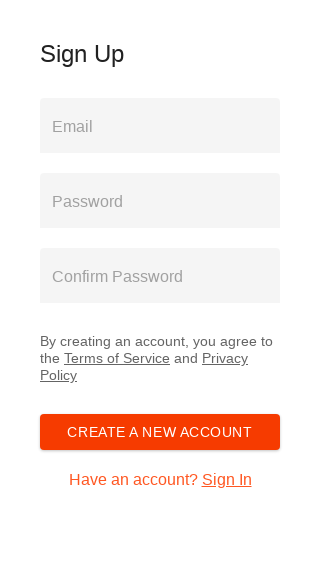 Sign Up
Email
Password
Confirm Password
By creating an account, you agree to
the Terms of Service and Privacy
Policy
CREATE A NEW ACCOUNT
Have an account? Sign In